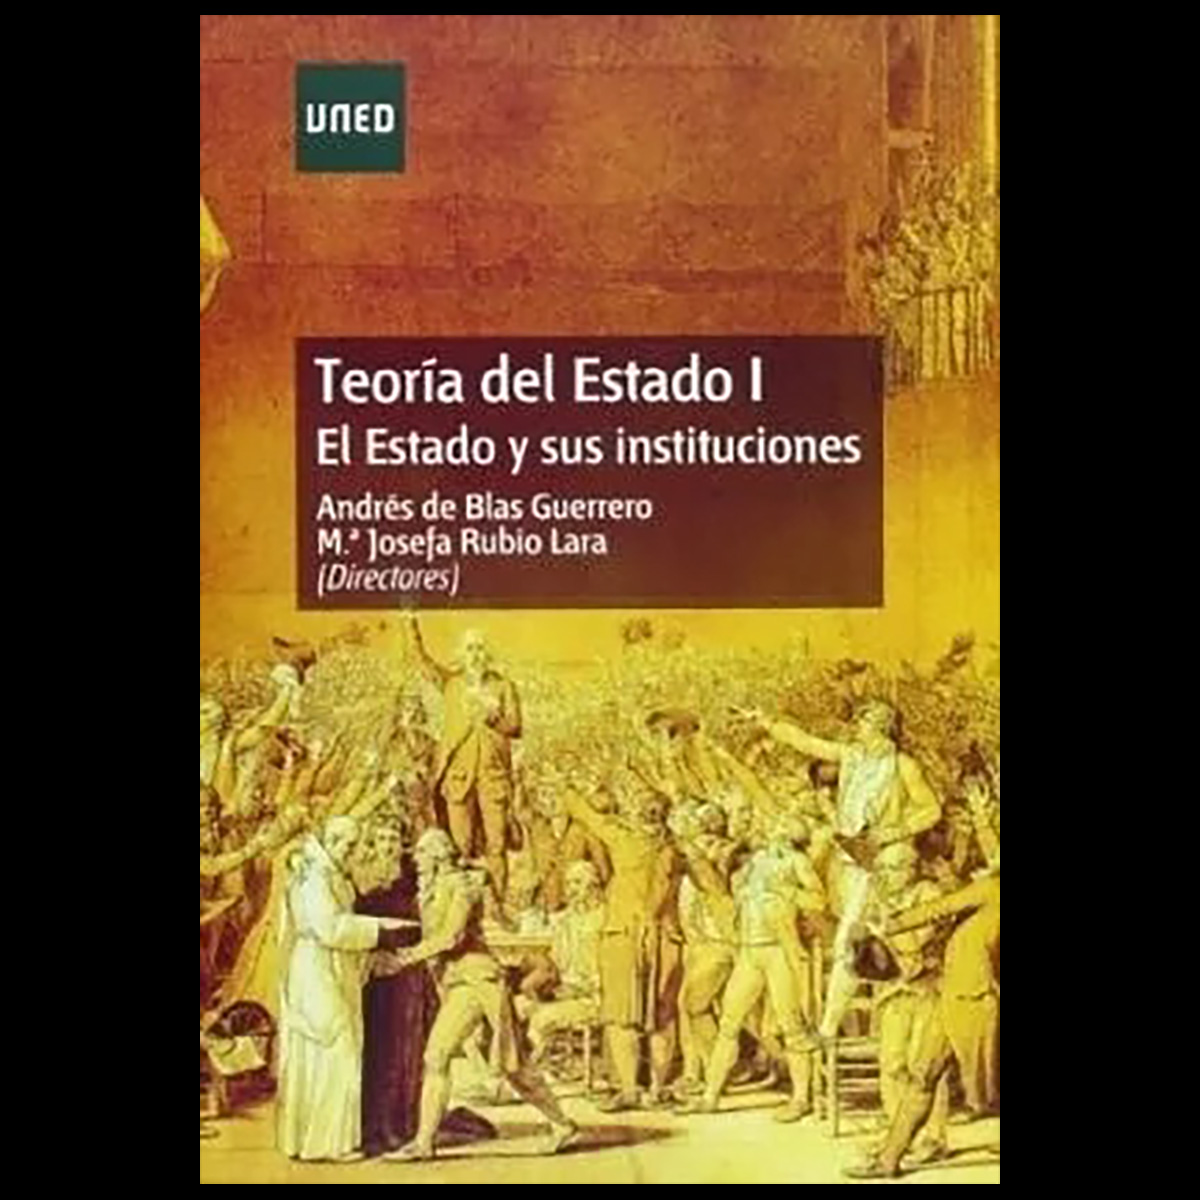 UNED
Teoría del Estado I
El Estado y sus instituciones
Andrés de Blas Guerrero
M.ª Josefa Rubio Lara
(Directores)